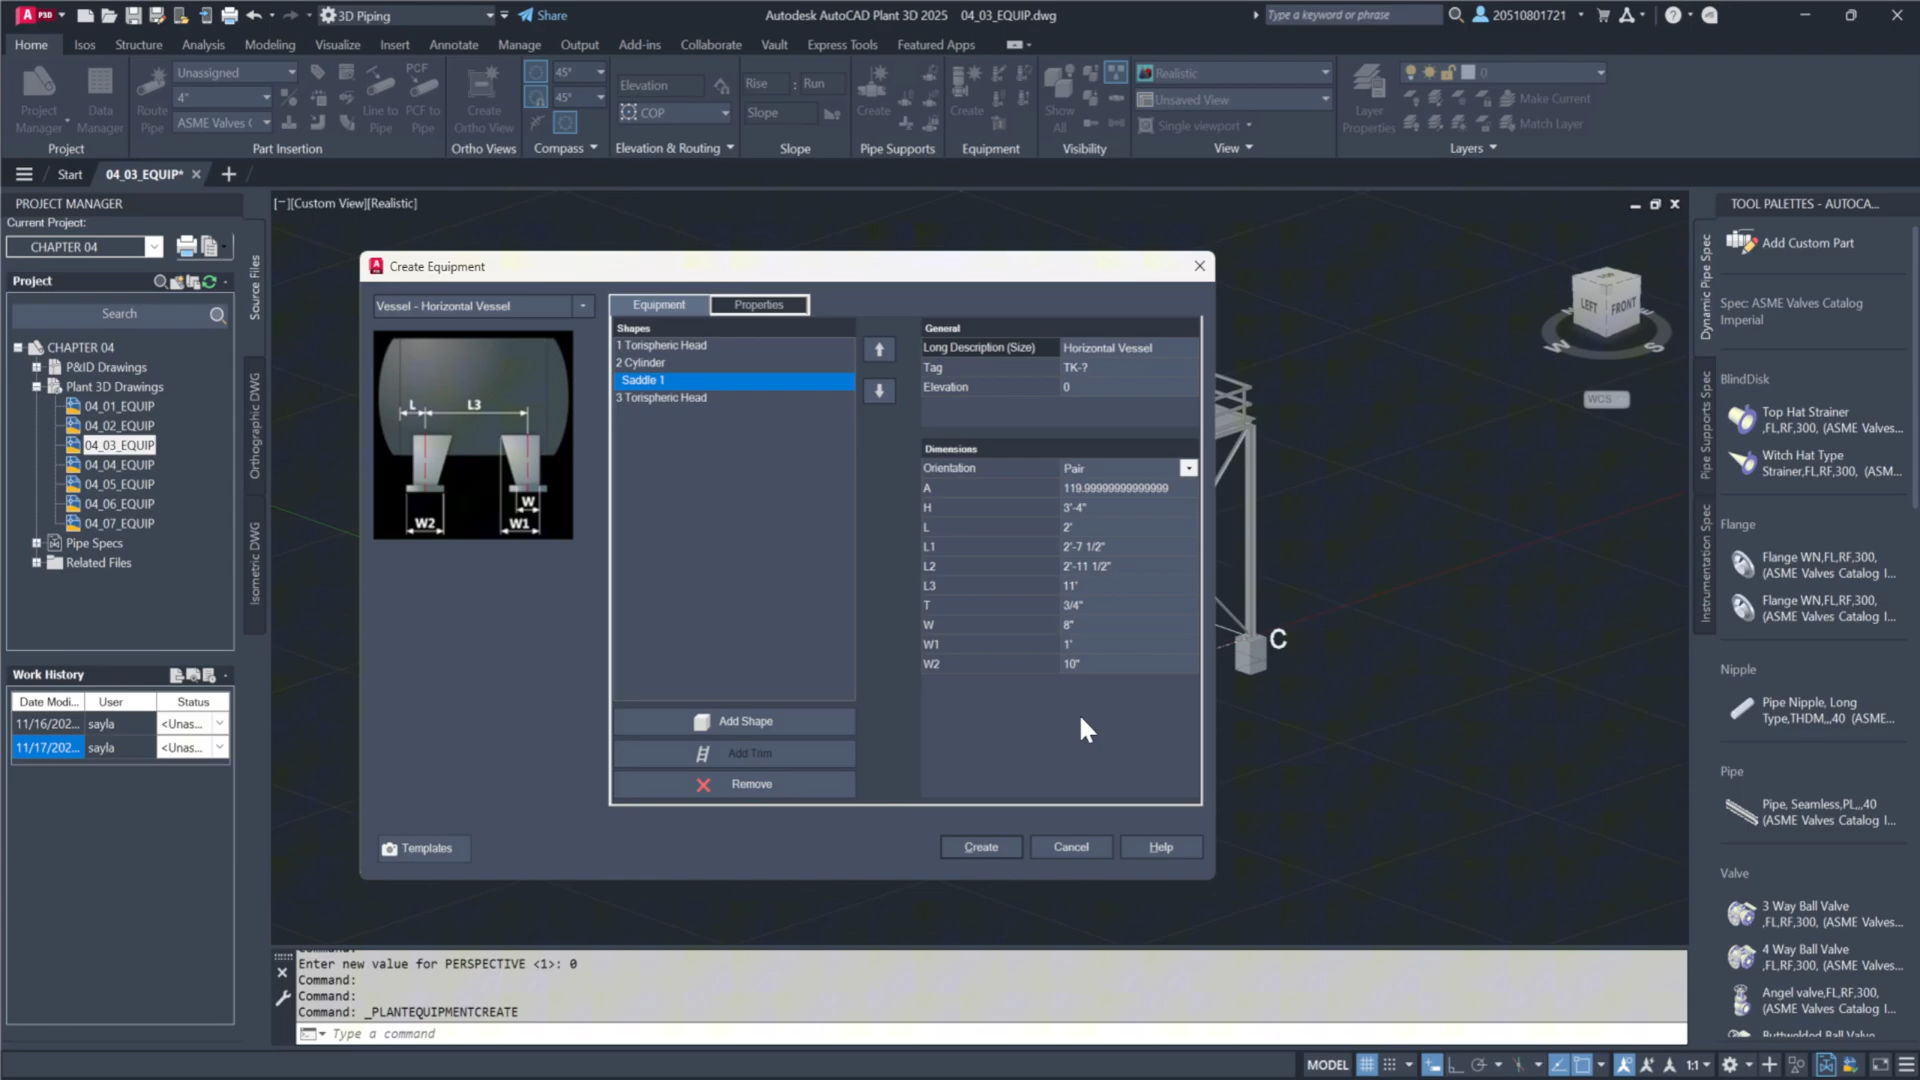 A P3D
3D Piping
Share
Autodesk AutoCAD Plant 3D 2025 04_03_EQUIP.dwg
Type a keyword or phrase
20510801721
Home
Isos
Structure
Analysis
Modeling
Visualize
Insert
Annotate
Manage
Output
Add-ins
Collaborate
Vault
Express Tools
Featured Apps
Project Manager
Data Manager
Project
Route Pipe
Unassigned
4"
ASME Valves (
Line to Pipe
PCF to Pipe
PCF
Part Insertion
Create Ortho View
Ortho Views
45°
45°
Compass
Elevation
COP
Elevation & Routing
Rise : Run
Slope
Slope
Create
Pipe Supports
Create
Equipment
Show All
Visibility
Realistic
Unsaved View
Single viewport
View
Layer Properties
0
Make Current
Match Layer
Layers
Start
04_03_EQUIP*
PROJECT MANAGER
Current Project:
CHAPTER 04
Project
Search
CHAPTER 04
P&ID Drawings
Plant 3D Drawings
04_01_EQUIP
04_02_EQUIP
04_03_EQUIP
04_04_EQUIP
04_05_EQUIP
04_06_EQUIP
04_07_EQUIP
Pipe Specs
Related Files
Source Files
Orthographic DWG
Isometric DWG
Work History
Date Modi... User Status
11/16/202... sayla <Unas...
11/17/202... sayla <Unas...
[−][Custom View][Realistic]
Create Equipment
Vessel - Horizontal Vessel
L
L3
W
W2
W1
Equipment
Properties
Shapes
1 Torispheric Head
2 Cylinder
Saddle 1
3 Torispheric Head
Add Shape
Add Trim
Remove
General
Long Description (Size) Horizontal Vessel
Tag TK-?
Elevation 0
Dimensions
Orientation Pair
A 119.99999999999999
H 3'-4"
L 2'
L1 2'-7 1/2"
L2 2'-11 1/2"
L3 11'
T 3/4"
W 8"
W1 1'
W2 10"
Templates
Create
Cancel
Help
C
TOP
LEFT
FRONT
W
S
WCS
Command:
Enter new value for PERSPECTIVE <1>: 0
Command:
Command:
Command: _PLANTEQUIPMENTCREATE
Type a command
TOOL PALETTES - AUTOCA...
Dynamic Pipe Spec
Pipe Supports Spec
Instrumentation Spec
Add Custom Part
Spec: ASME Valves Catalog
Imperial
BlindDisk
Top Hat Strainer
,FL,RF,300, (ASME Valves...
Witch Hat Type
Strainer,FL,RF,300, (ASM...
Flange
Flange WN,FL,RF,300,
(ASME Valves Catalog I...
Flange WN,FL,RF,300,
(ASME Valves Catalog I...
Nipple
Pipe Nipple, Long
Type,THDM,,,40 (ASME...
Pipe
Pipe, Seamless,PL,,,40
(ASME Valves Catalog I...
Valve
3 Way Ball Valve
,FL,RF,300, (ASME Valves...
4 Way Ball Valve
,FL,RF,300, (ASME Valves...
Angel valve,FL,RF,300,
(ASME Valves Catalog I...
Buttwelded Ball Valve
MODEL
1:1